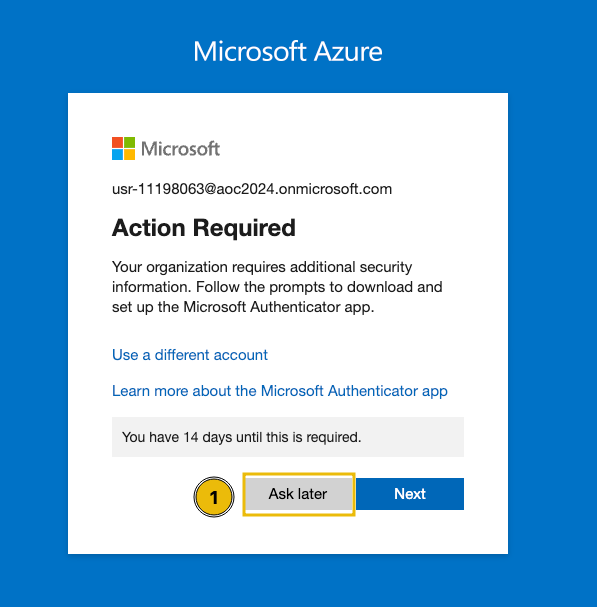 Microsoft Azure
Microsoft
usr-11198063@aoc2024.onmicrosoft.com
Action Required
Your organization requires additional security
information. Follow the prompts to download and
set up the Microsoft Authenticator app.
Use a different account
Learn more about the Microsoft Authenticator app
You have 14 days until this is required.
1 Ask later Next